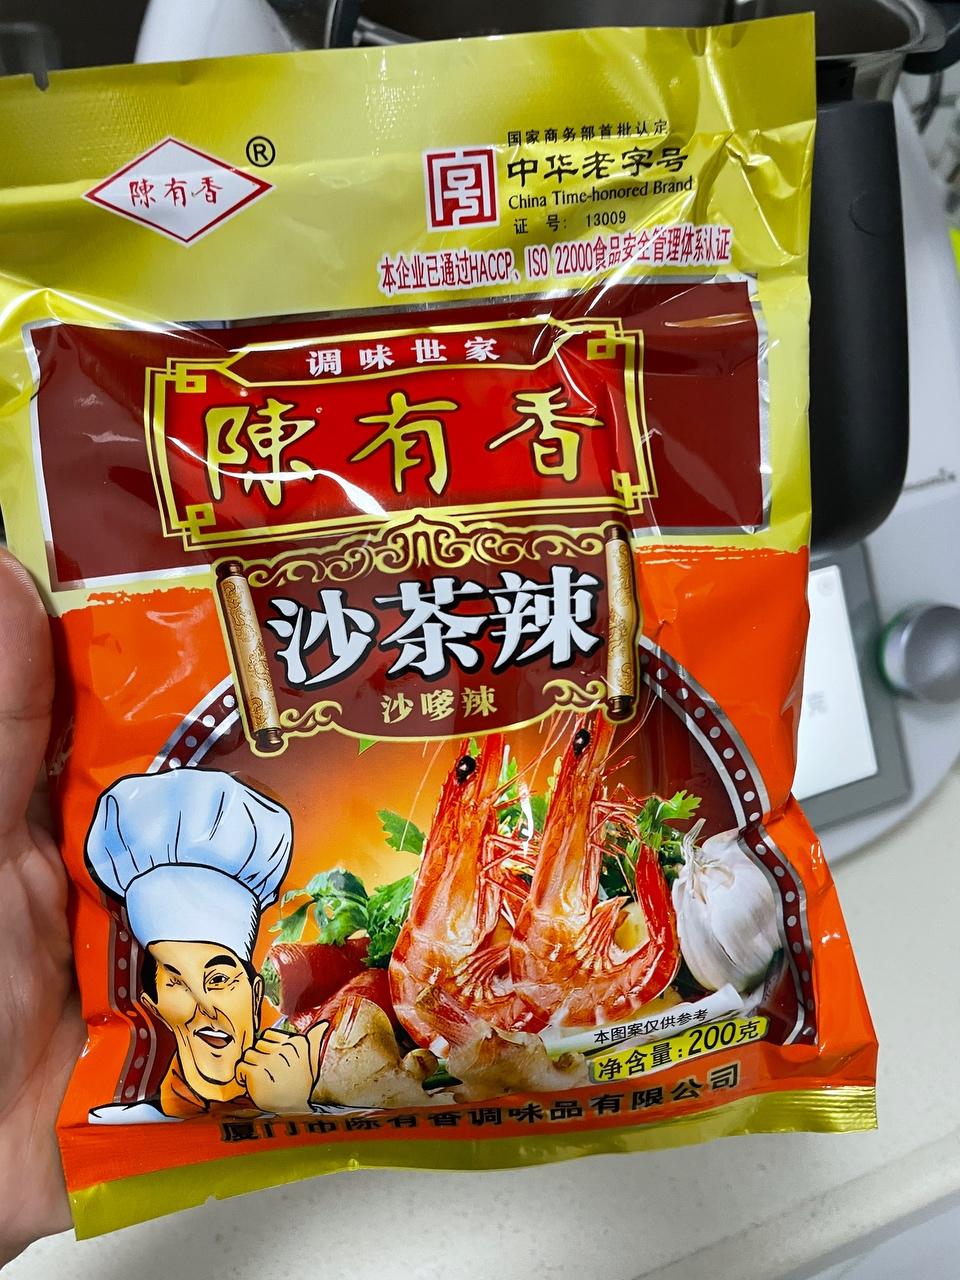 陳有香
®
国家商务部首批认定
中华老字号
China Time-honored Brand
证 号: 13009
本企业已通过HACCP、ISO 22000食品安全管理体系认证
调味世家
陳有香
沙茶辣
沙嗲辣
本图案仅供参考
净含量:200克
厦门市陈有香调味品有限公司
克